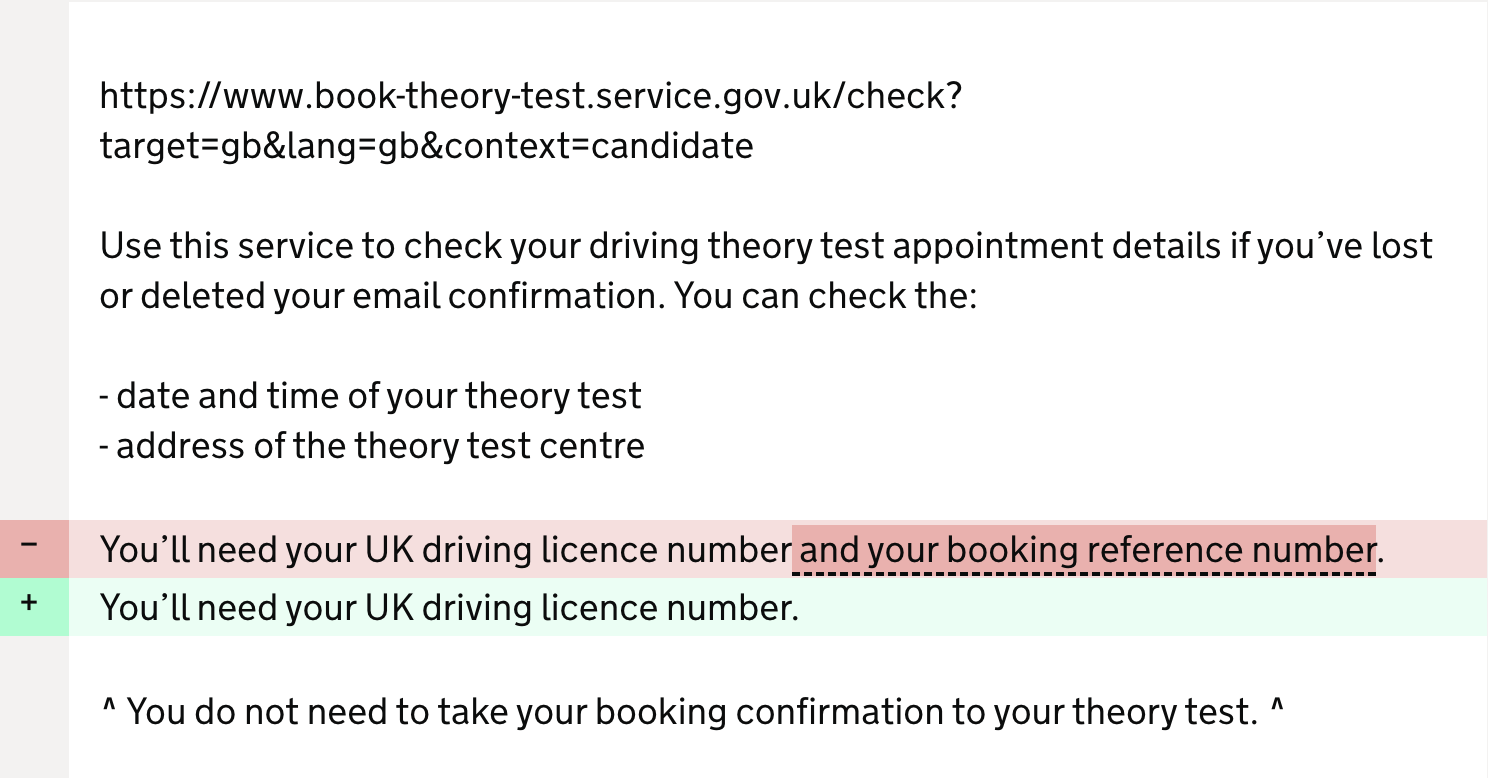 https://www.book-theory-test.service.gov.uk/check?
target=gb&lang=gb&context=candidate
Use this service to check your driving theory test appointment details if you’ve lost
or deleted your email confirmation. You can check the:
- date and time of your theory test
- address of the theory test centre
− You’ll need your UK driving licence number and your booking reference number.
+ You’ll need your UK driving licence number.
^ You do not need to take your booking confirmation to your theory test. ^